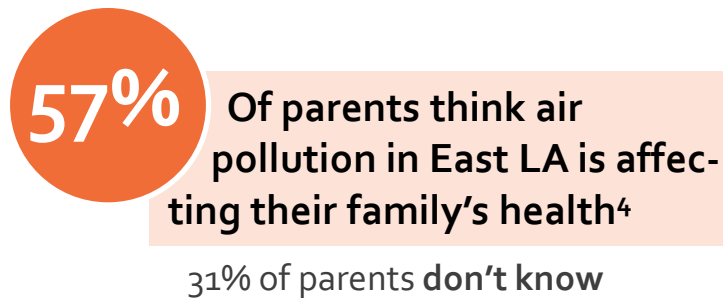 57%
Of parents think air
pollution in East LA is affec-
ting their family's health⁴
31% of parents don't know